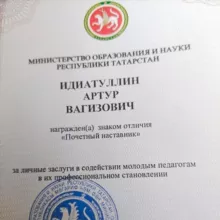 МИНИСТЕРСТВО ОБРАЗОВАНИЯ И НАУКИ
РЕСПУБЛИКИ ТАТАРСТАН
ИДИАТУЛЛИН
АРТУР
ВАГИЗОВИЧ
награжден(а) знаком отличия
«Почетный наставник»
за личные заслуги в содействии молодым педагогам
в их профессиональном становлении